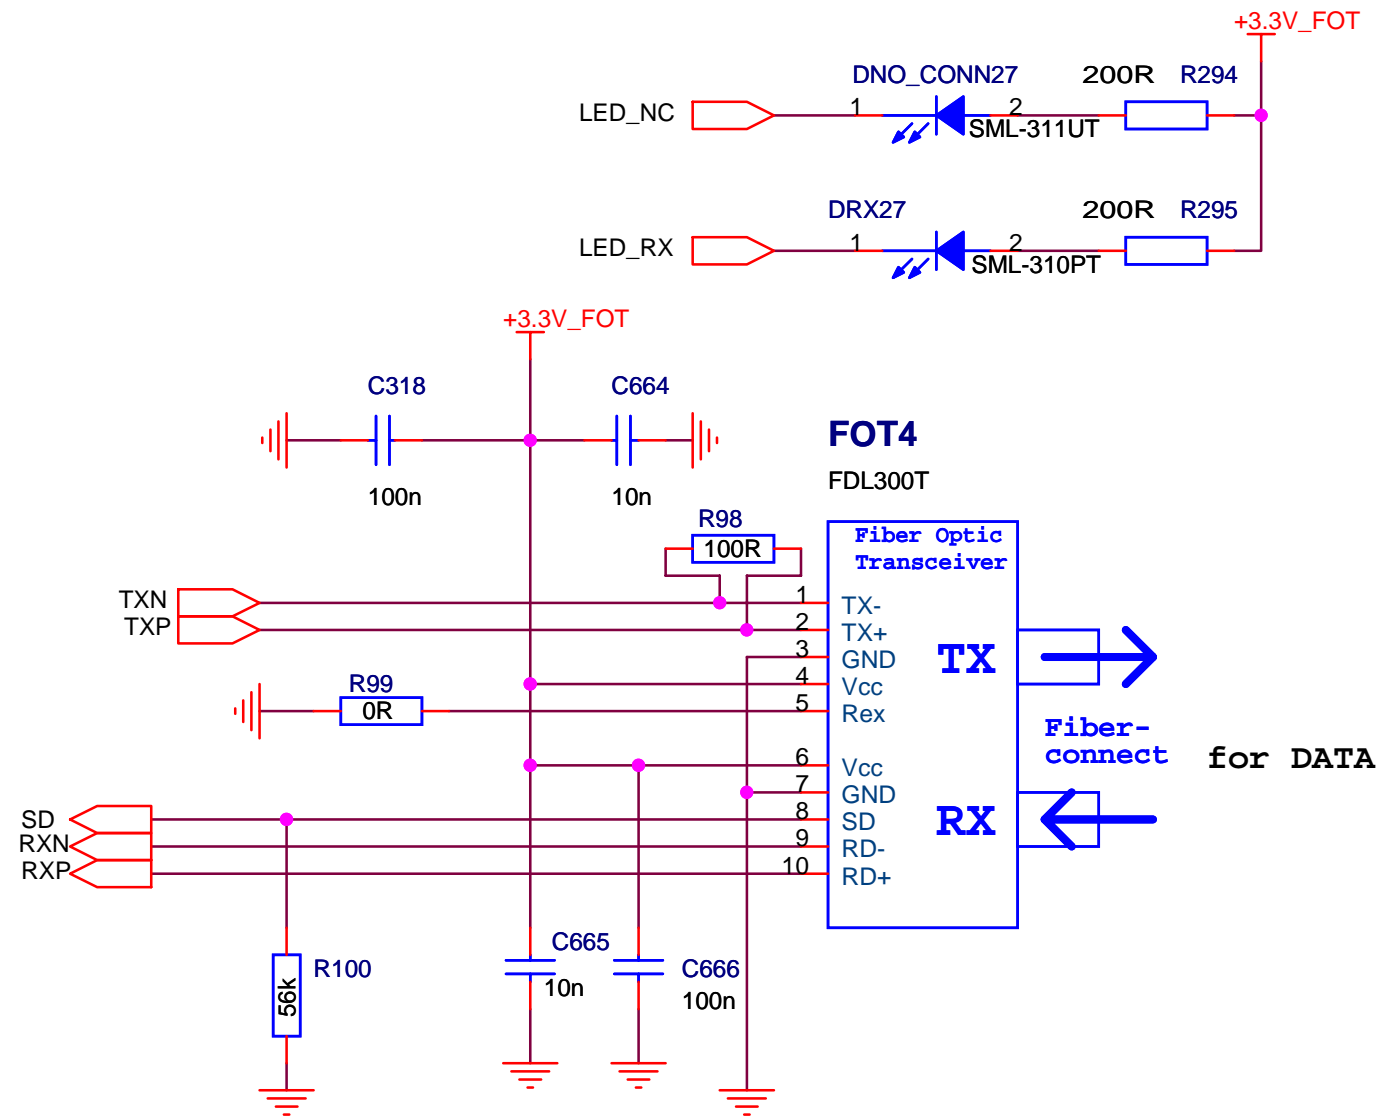 +3.3V_FOT
DNO_CONN27 200R R294
LED_NC 1 2
SML-311UT
DRX27 200R R295
LED_RX 1 2
SML-310PT
+3.3V_FOT
C318 C664
100n 10n
FOT4
FDL300T
R98
100R
Fiber Optic
Transceiver
TXN 1 TX-
TXP 2 TX+
3 GND
TX
4 Vcc
R99
0R 5 Rex
Fiber-
connect
for DATA
6 Vcc
7 GND
SD 8 SD
RX
RXN 9 RD-
RXP 10 RD+
C665
10n
R100
56k
C666
100n